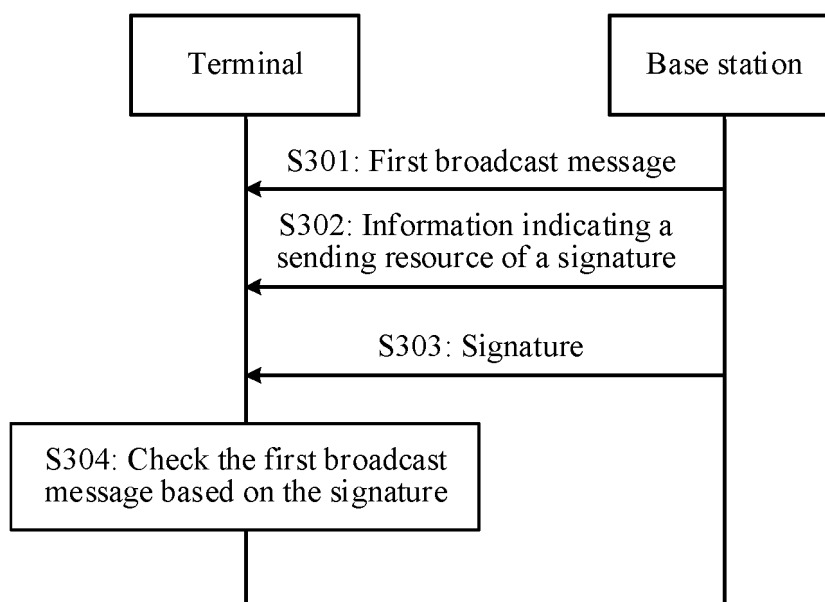 Terminal
Base station
S301: First broadcast message
S302: Information indicating a
sending resource of a signature
S303: Signature
S304: Check the first broadcast
message based on the signature